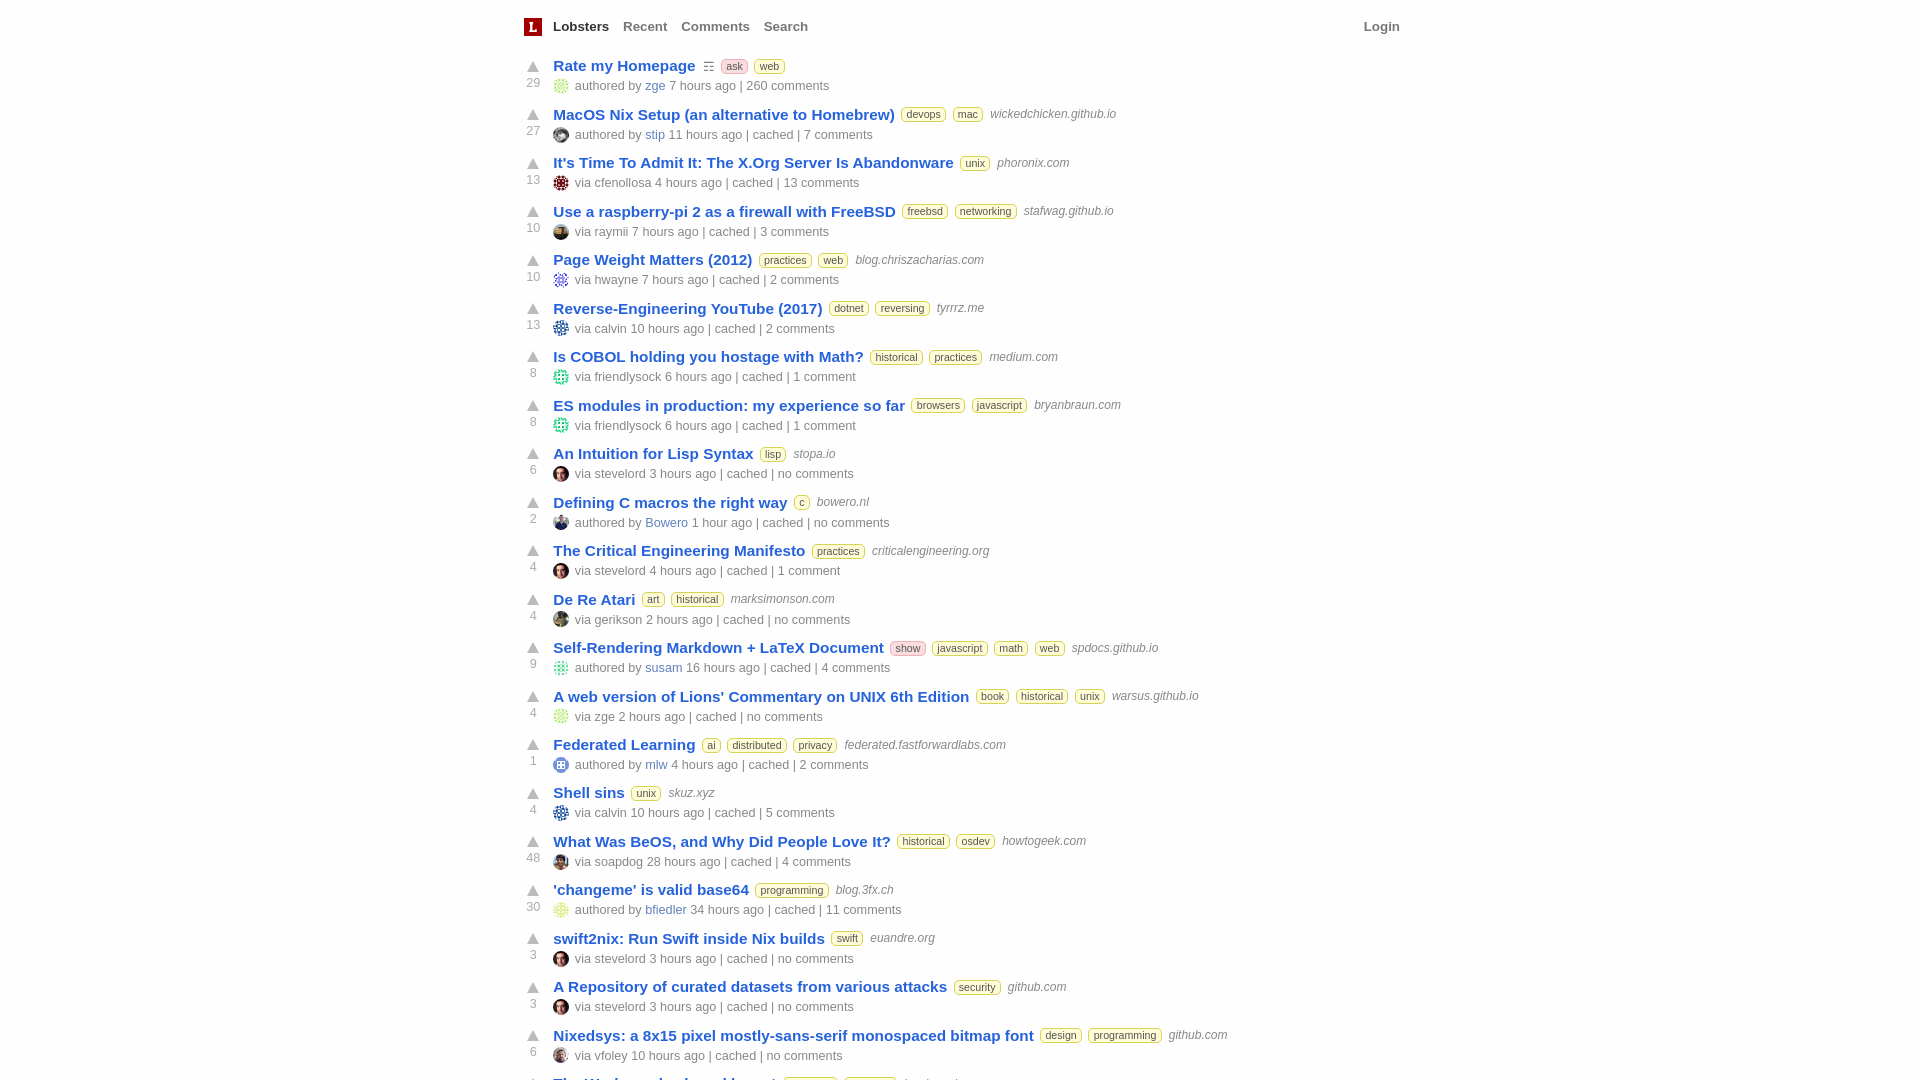 L Lobsters Recent Comments Search Login
Rate my Homepage ☶ ask web
29 authored by zge 7 hours ago | 260 comments
MacOS Nix Setup (an alternative to Homebrew) devops mac wickedchicken.github.io
27 authored by stip 11 hours ago | cached | 7 comments
It's Time To Admit It: The X.Org Server Is Abandonware unix phoronix.com
13 via cfenollosa 4 hours ago | cached | 13 comments
Use a raspberry-pi 2 as a firewall with FreeBSD freebsd networking stafwag.github.io
10 via raymii 7 hours ago | cached | 3 comments
Page Weight Matters (2012) practices web blog.chriszacharias.com
10 via hwayne 7 hours ago | cached | 2 comments
Reverse-Engineering YouTube (2017) dotnet reversing tyrrrz.me
13 via calvin 10 hours ago | cached | 2 comments
Is COBOL holding you hostage with Math? historical practices medium.com
8 via friendlysock 6 hours ago | cached | 1 comment
ES modules in production: my experience so far browsers javascript bryanbraun.com
8 via friendlysock 6 hours ago | cached | 1 comment
An Intuition for Lisp Syntax lisp stopa.io
6 via stevelord 3 hours ago | cached | no comments
Defining C macros the right way c bowero.nl
2 authored by Bowero 1 hour ago | cached | no comments
The Critical Engineering Manifesto practices criticalengineering.org
4 via stevelord 4 hours ago | cached | 1 comment
De Re Atari art historical marksimonson.com
4 via gerikson 2 hours ago | cached | no comments
Self-Rendering Markdown + LaTeX Document show javascript math web spdocs.github.io
9 authored by susam 16 hours ago | cached | 4 comments
A web version of Lions' Commentary on UNIX 6th Edition book historical unix warsus.github.io
4 via zge 2 hours ago | cached | no comments
Federated Learning ai distributed privacy federated.fastforwardlabs.com
1 authored by mlw 4 hours ago | cached | 2 comments
Shell sins unix skuz.xyz
4 via calvin 10 hours ago | cached | 5 comments
What Was BeOS, and Why Did People Love It? historical osdev howtogeek.com
48 via soapdog 28 hours ago | cached | 4 comments
'changeme' is valid base64 programming blog.3fx.ch
30 authored by bfiedler 34 hours ago | cached | 11 comments
swift2nix: Run Swift inside Nix builds swift euandre.org
3 via stevelord 3 hours ago | cached | no comments
A Repository of curated datasets from various attacks security github.com
3 via stevelord 3 hours ago | cached | no comments
Nixedsys: a 8x15 pixel mostly-sans-serif monospaced bitmap font design programming github.com
6 via vfoley 10 hours ago | cached | no comments